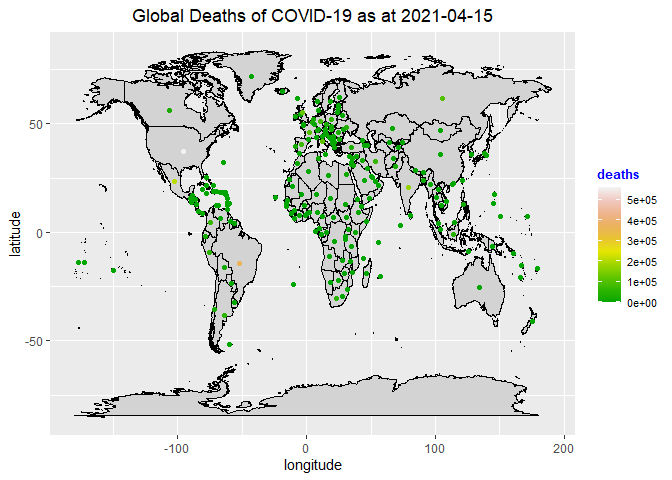 Global Deaths of COVID-19 as at 2021-04-15
latitude
50
0
-50
-100
0
100
200
longitude
deaths
5e+05
4e+05
3e+05
2e+05
1e+05
0e+00